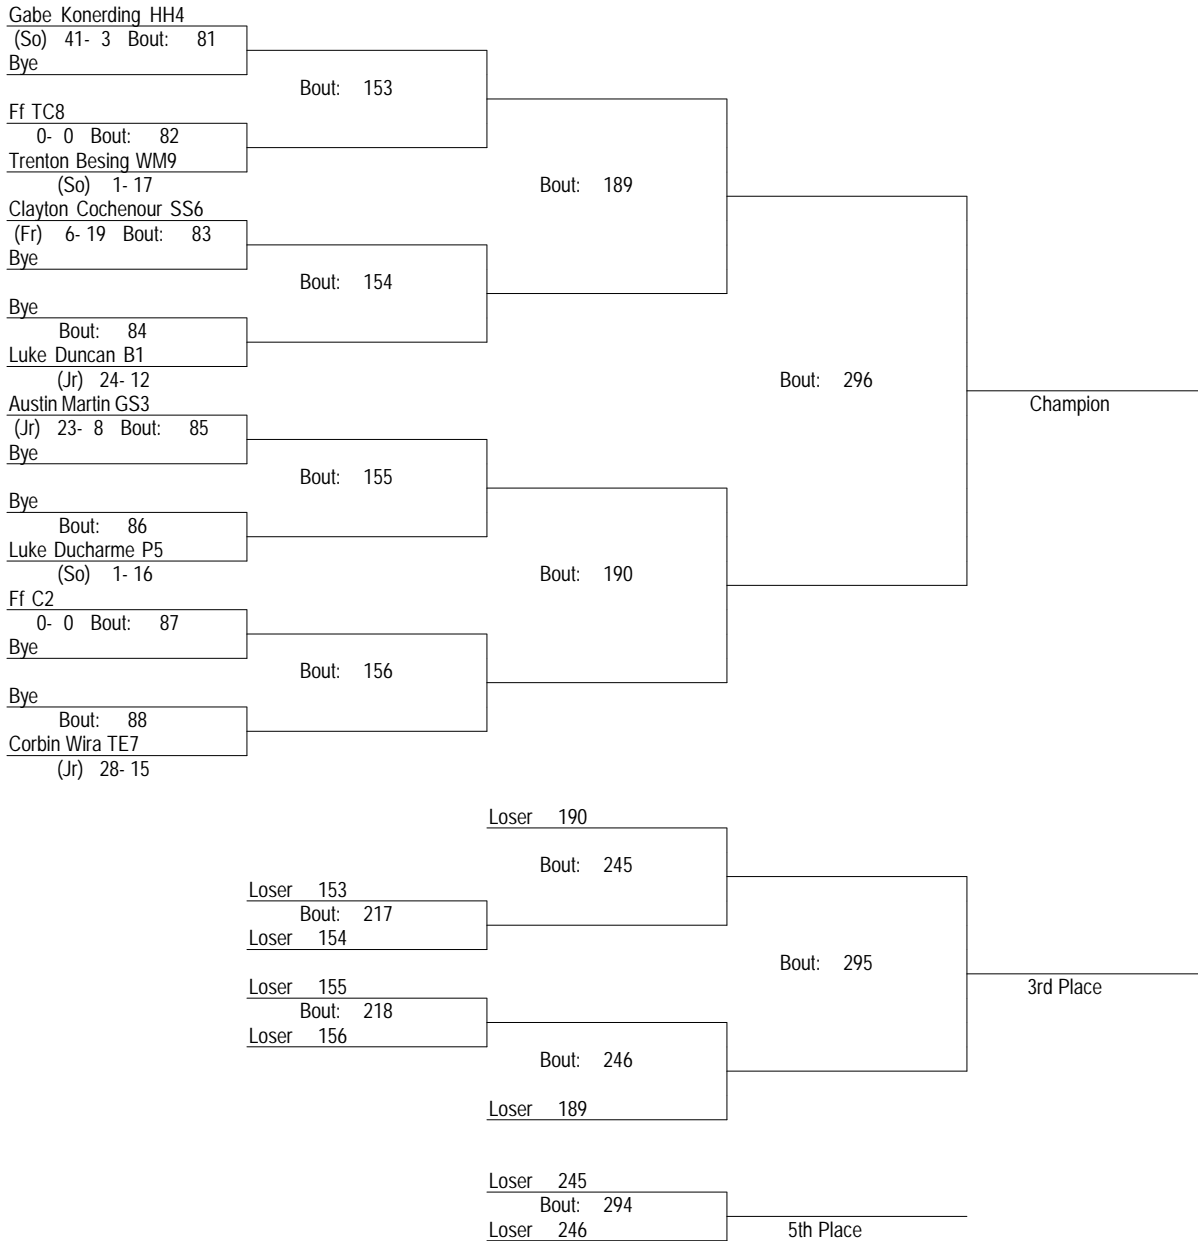 Gabe Konerding HH4
(So) 41- 3 Bout: 81
Bye
Bout: 153
Ff TC8
0- 0 Bout: 82
Trenton Besing WM9
(So) 1- 17
Bout: 189
Clayton Cochenour SS6
(Fr) 6- 19 Bout: 83
Bye
Bout: 154
Bye
Bout: 84
Luke Duncan B1
(Jr) 24- 12
Bout: 296
Austin Martin GS3
Champion
(Jr) 23- 8 Bout: 85
Bye
Bout: 155
Bye
Bout: 86
Luke Ducharme P5
(So) 1- 16
Bout: 190
Ff C2
0- 0 Bout: 87
Bye
Bout: 156
Bye
Bout: 88
Corbin Wira TE7
(Jr) 28- 15
Loser 190
Bout: 245
Loser 153
Bout: 217
Loser 154
Bout: 295
Loser 155
3rd Place
Bout: 218
Loser 156
Bout: 246
Loser 189
Loser 245
Bout: 294
Loser 246
5th Place